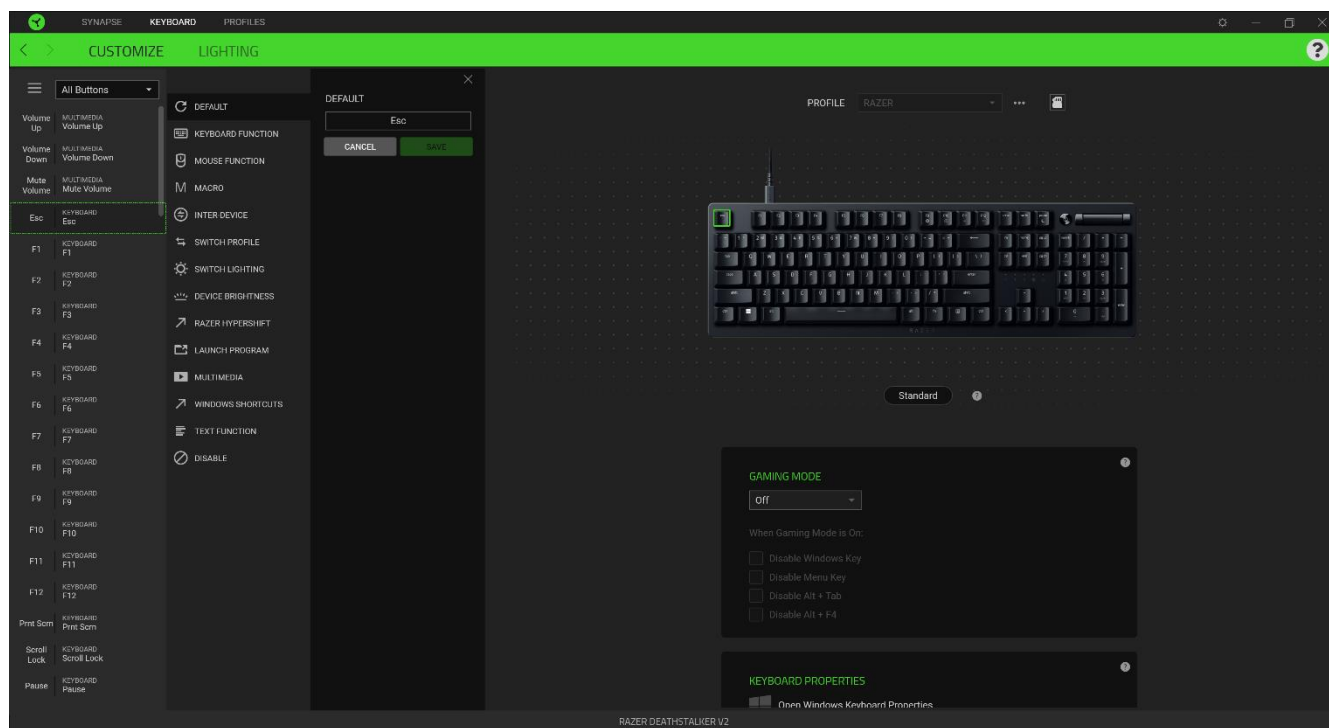 SYNAPSE KEYBOARD PROFILES
CUSTOMIZE LIGHTING
?
All Buttons
Volume Up MULTIMEDIA Volume Up
Volume Down MULTIMEDIA Volume Down
Mute Volume MULTIMEDIA Mute Volume
Esc KEYBOARD Esc
F1 KEYBOARD F1
F2 KEYBOARD F2
F3 KEYBOARD F3
F4 KEYBOARD F4
F5 KEYBOARD F5
F6 KEYBOARD F6
F7 KEYBOARD F7
F8 KEYBOARD F8
F9 KEYBOARD F9
F10 KEYBOARD F10
F11 KEYBOARD F11
F12 KEYBOARD F12
Prnt Scrn KEYBOARD Prnt Scrn
Scroll Lock KEYBOARD Scroll Lock
Pause KEYBOARD Pause
DEFAULT
KEYBOARD FUNCTION
MOUSE FUNCTION
MACRO
INTER DEVICE
SWITCH PROFILE
SWITCH LIGHTING
DEVICE BRIGHTNESS
RAZER HYPERSHIFT
LAUNCH PROGRAM
MULTIMEDIA
WINDOWS SHORTCUTS
TEXT FUNCTION
DISABLE
DEFAULT
Esc
CANCEL SAVE
PROFILE RAZER
RAZER
Standard ?
GAMING MODE ?
Off
When Gaming Mode is On:
Disable Windows Key
Disable Menu Key
Disable Alt + Tab
Disable Alt + F4
KEYBOARD PROPERTIES ?
Open Windows Keyboard Properties
RAZER DEATHSTALKER V2